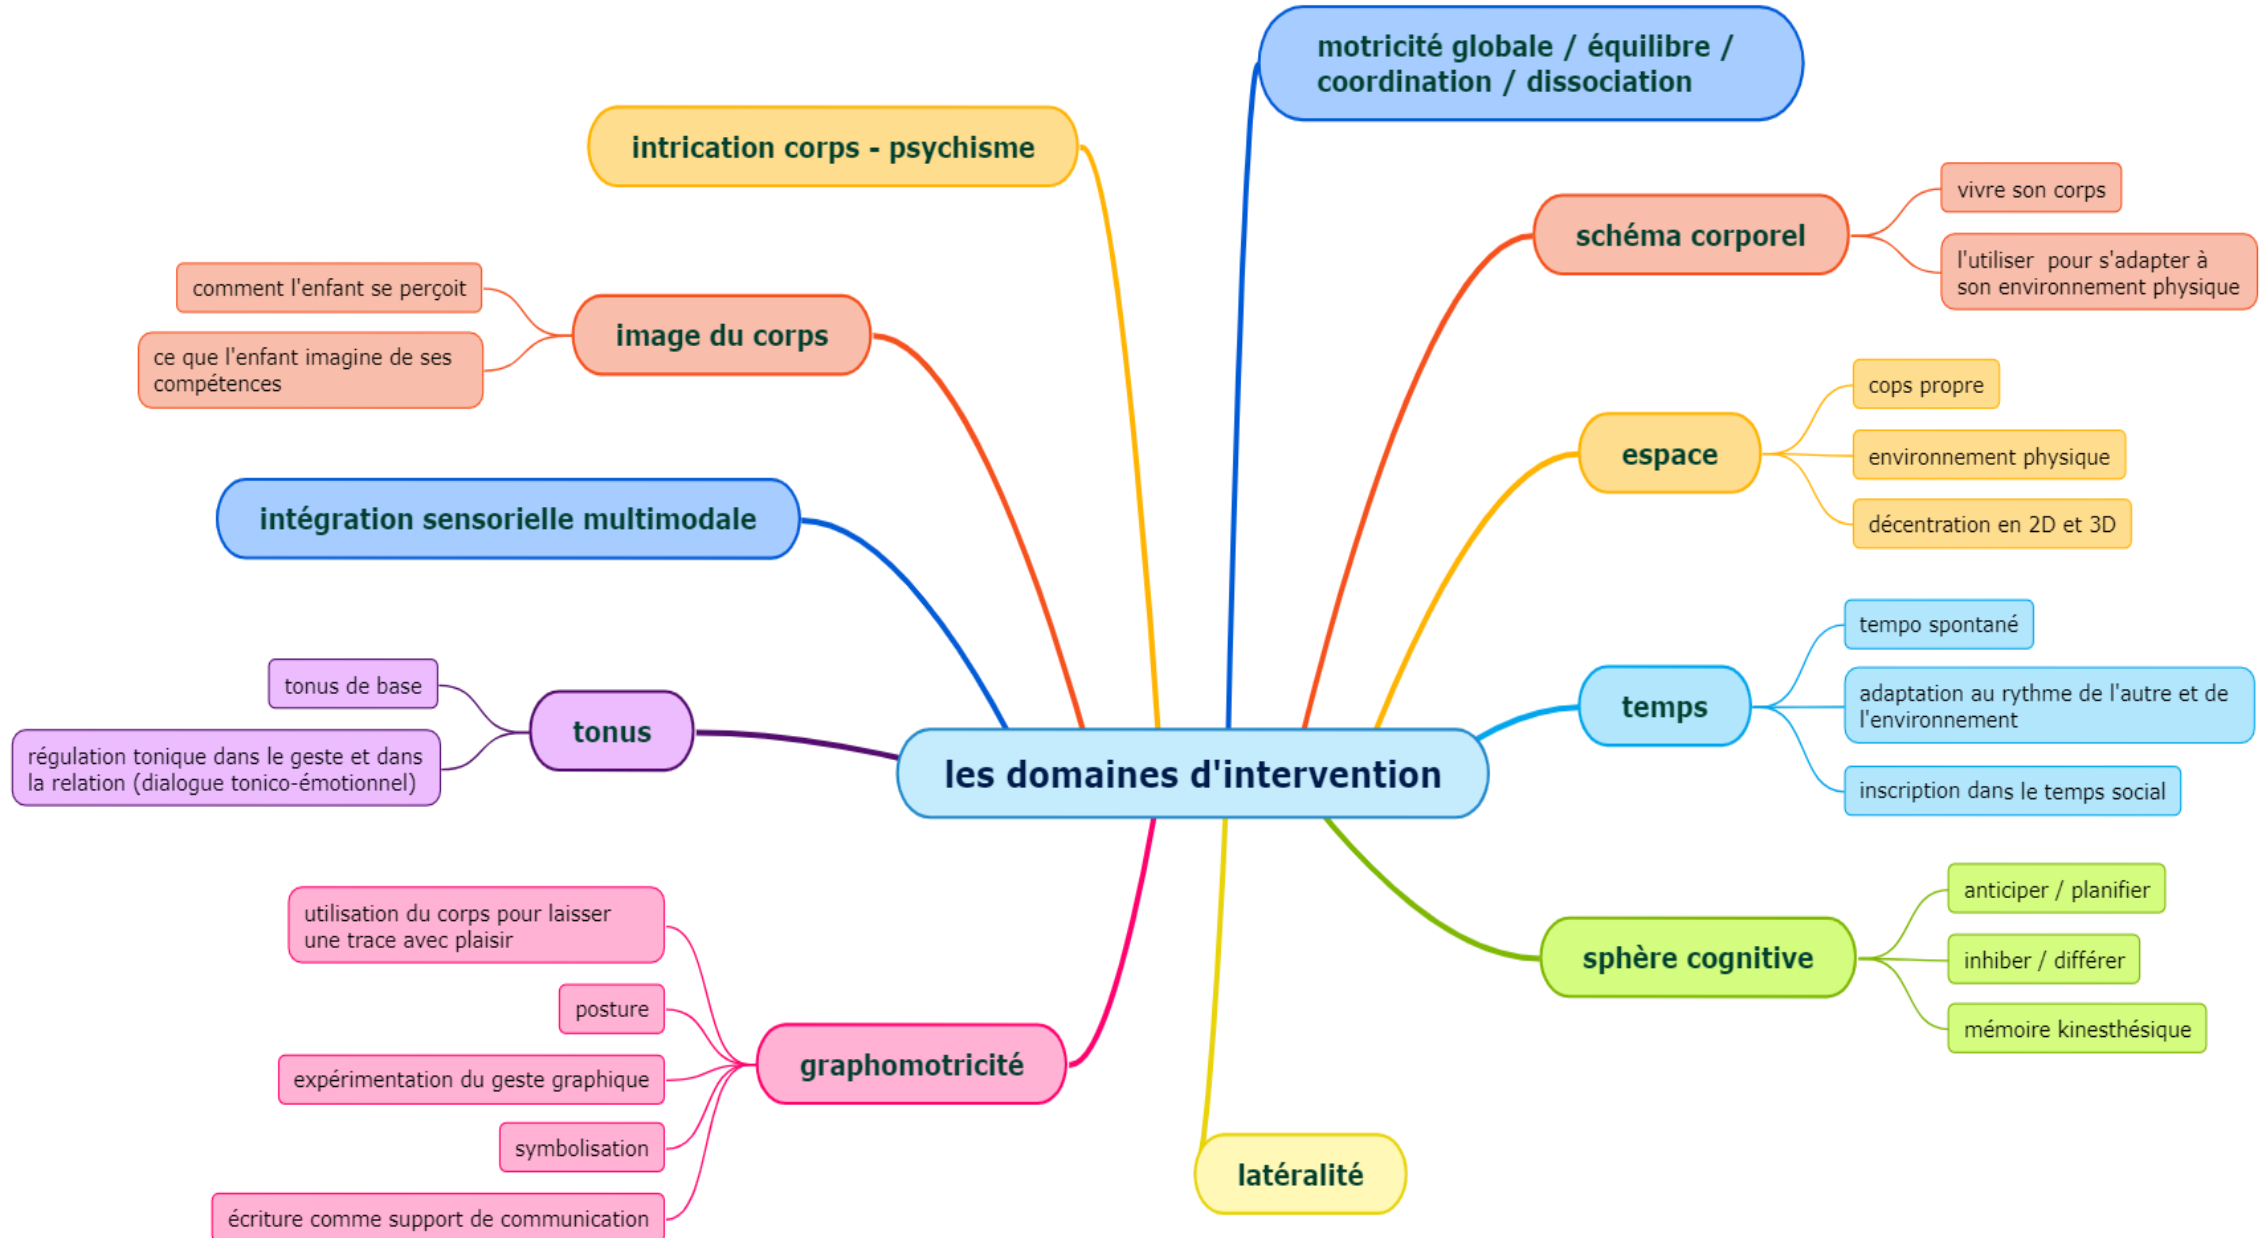 motricité globale / équilibre /
coordination / dissociation
intrication corps - psychisme
vivre son corps
schéma corporel
l'utiliser  pour s'adapter à
son environnement physique
comment l'enfant se perçoit
image du corps
ce que l'enfant imagine de ses
compétences
cops propre
espace
environnement physique
décentration en 2D et 3D
intégration sensorielle multimodale
tempo spontané
temps
adaptation au rythme de l'autre et de
l'environnement
inscription dans le temps social
tonus de base
tonus
régulation tonique dans le geste et dans
la relation (dialogue tonico-émotionnel)
les domaines d'intervention
anticiper / planifier
sphère cognitive
inhiber / différer
mémoire kinesthésique
utilisation du corps pour laisser
une trace avec plaisir
posture
graphomotricité
expérimentation du geste graphique
symbolisation
écriture comme support de communication
latéralité